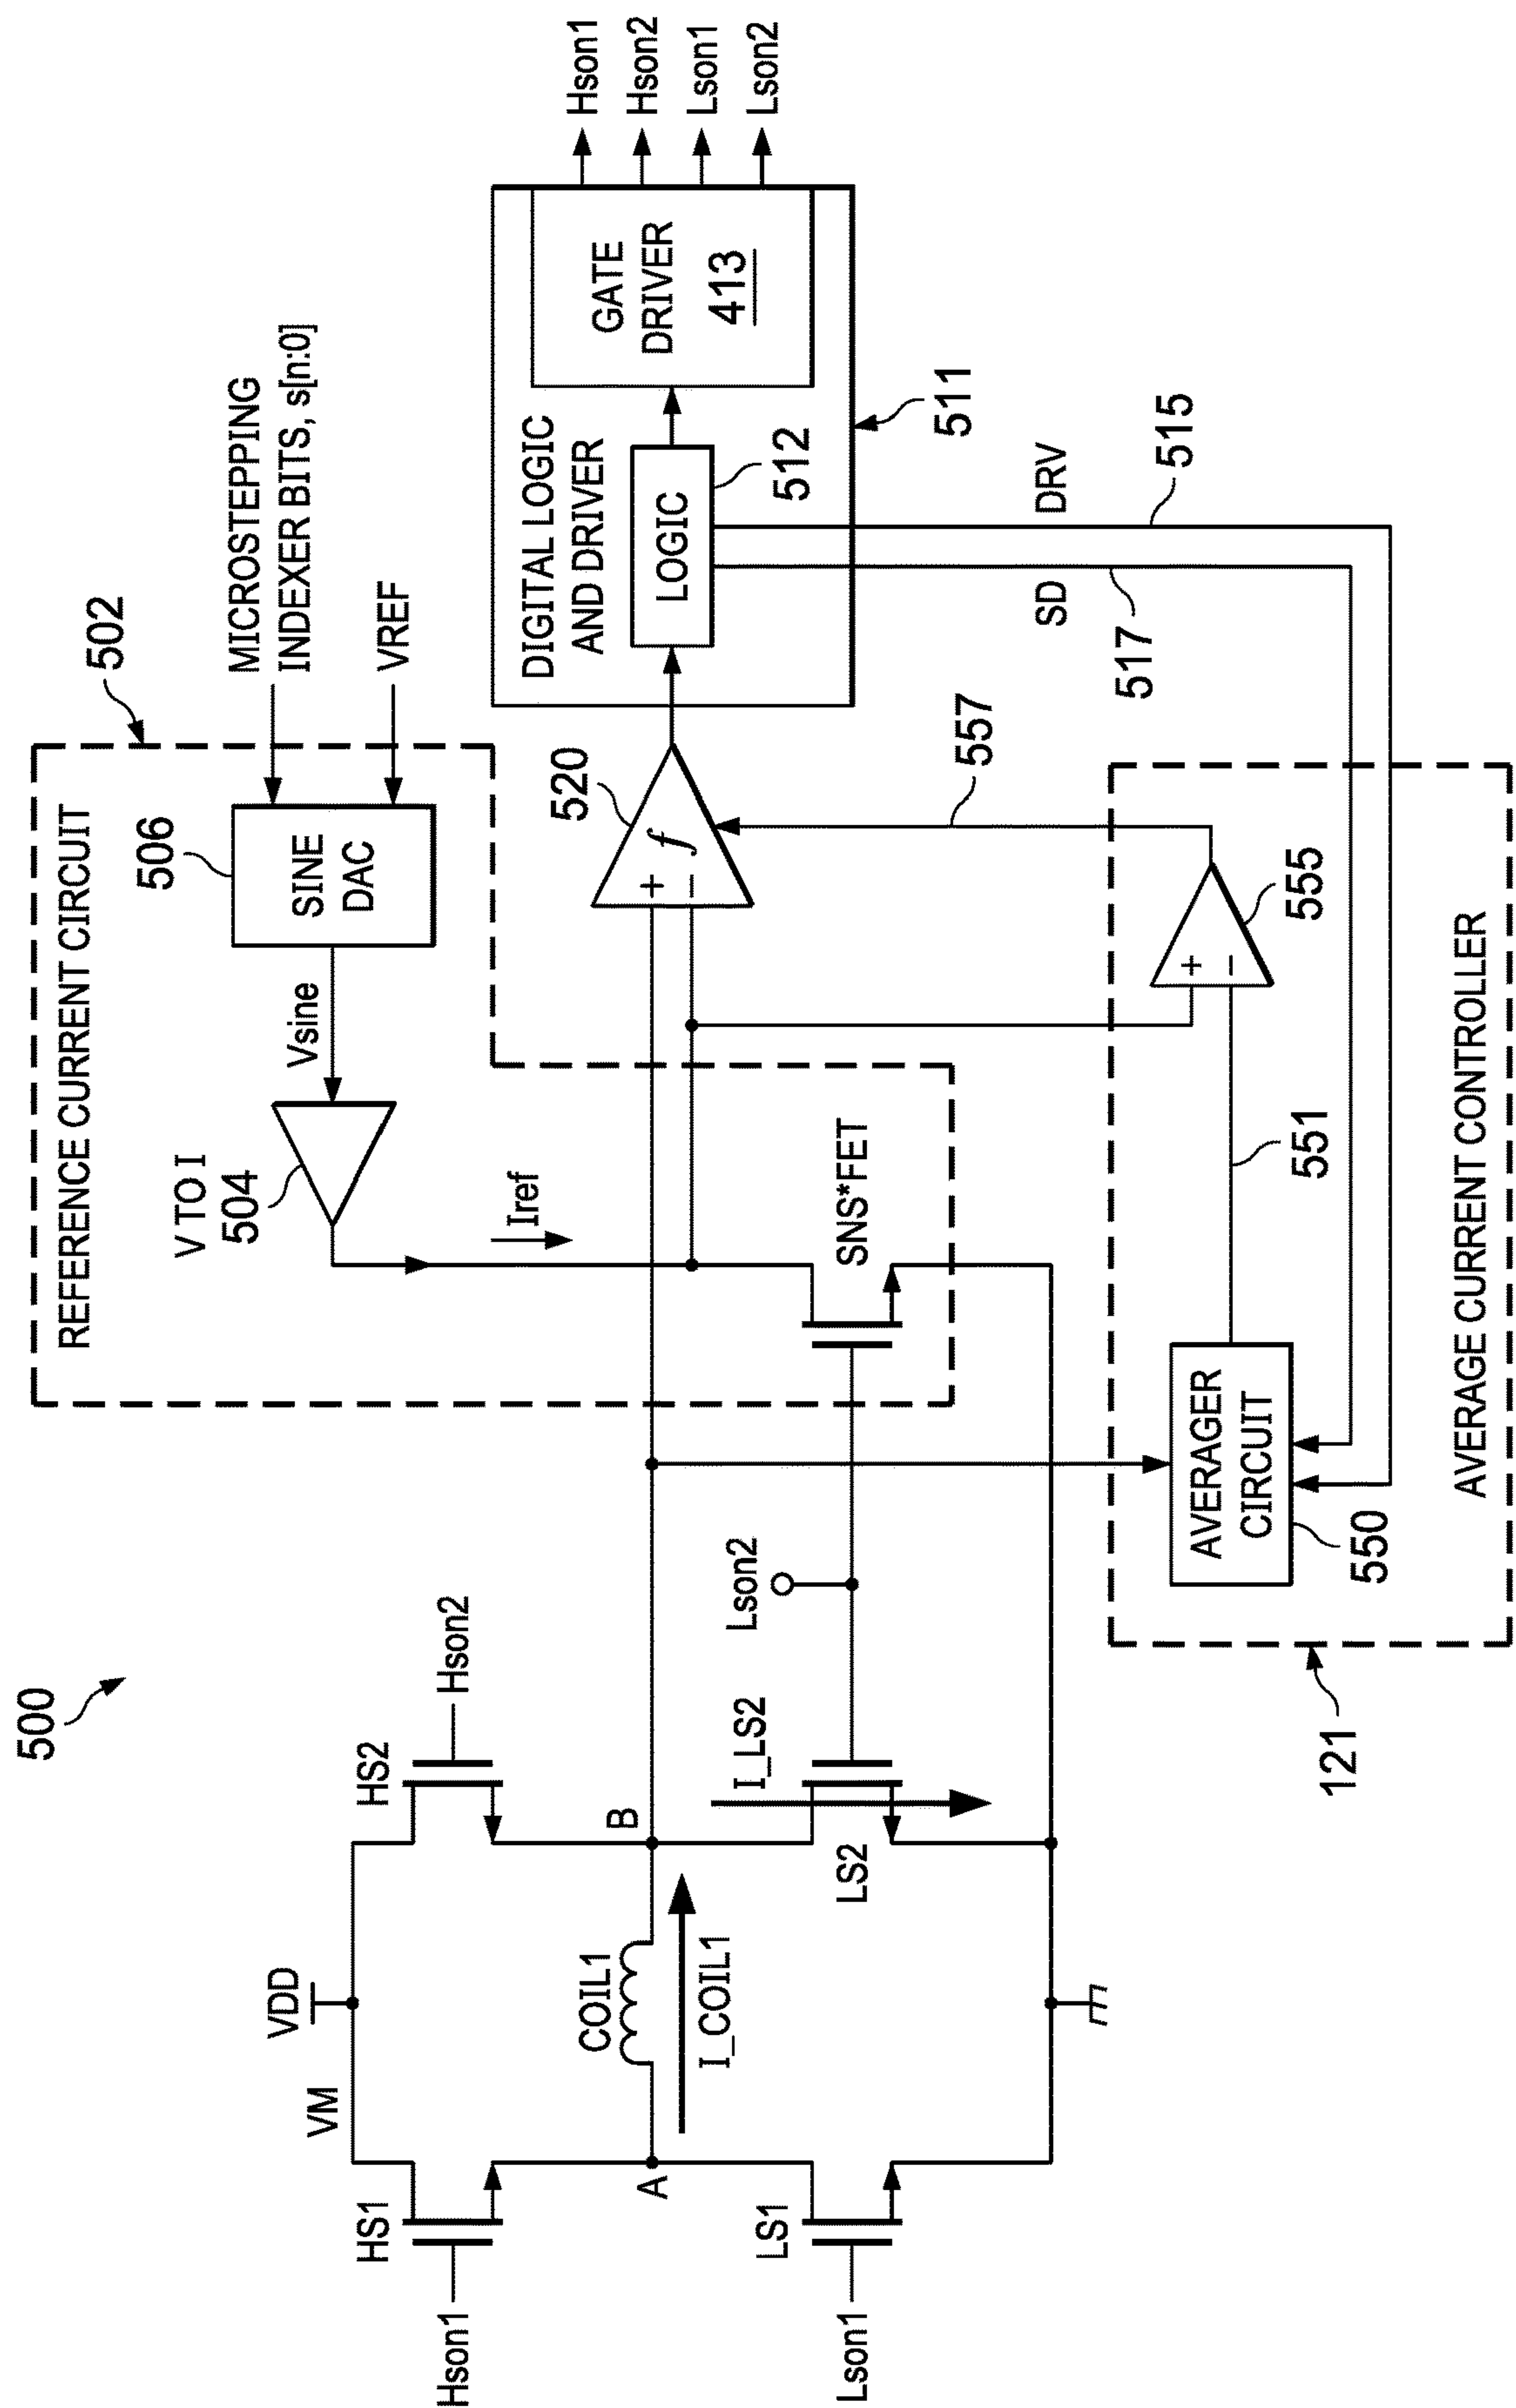 500
VDD
VM
HS1
Hson1
HS2
Hson2
A
B
COIL1
I_COIL1
LS1
Lson1
LS2
I_LS2
Lson2
REFERENCE CURRENT CIRCUIT
502
V TO I
504
Vsine
506
SINE
DAC
MICROSTEPPING
INDEXER BITS, s[n:0]
VREF
Iref
SNS*FET
520
f
+
−
DIGITAL LOGIC
AND DRIVER
LOGIC
512
GATE
DRIVER
413
511
Hson1
Hson2
Lson1
Lson2
SD
DRV
517
515
557
555
+
−
551
AVERAGER
CIRCUIT
550
121
AVERAGE CURRENT CONTROLLER